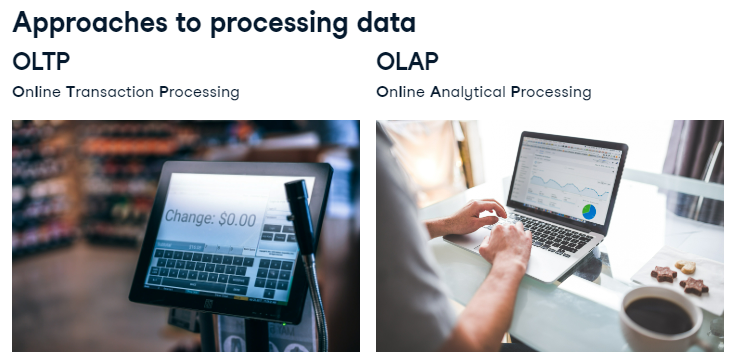 Approaches to processing data
OLTP
Online Transaction Processing
OLAP
Online Analytical Processing
Change: $0.00